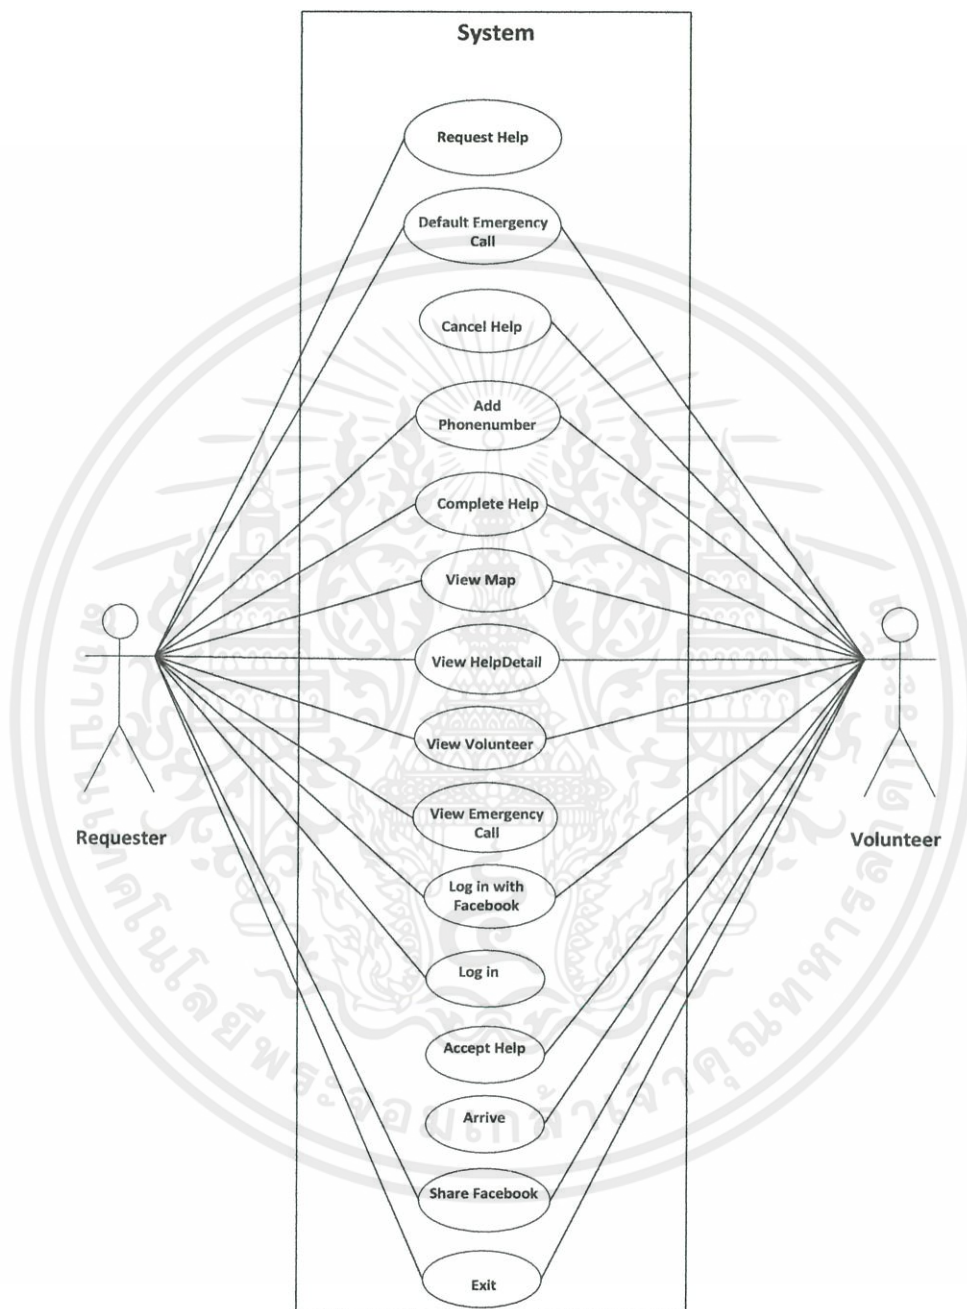 System
Request Help
Default Emergency
Call
Cancel Help
Add
Phonenumber
Complete Help
View Map
View HelpDetail
View Volunteer
View Emergency
Call
Requester
Volunteer
Log in with
Facebook
Log in
Accept Help
Arrive
Share Facebook
Exit